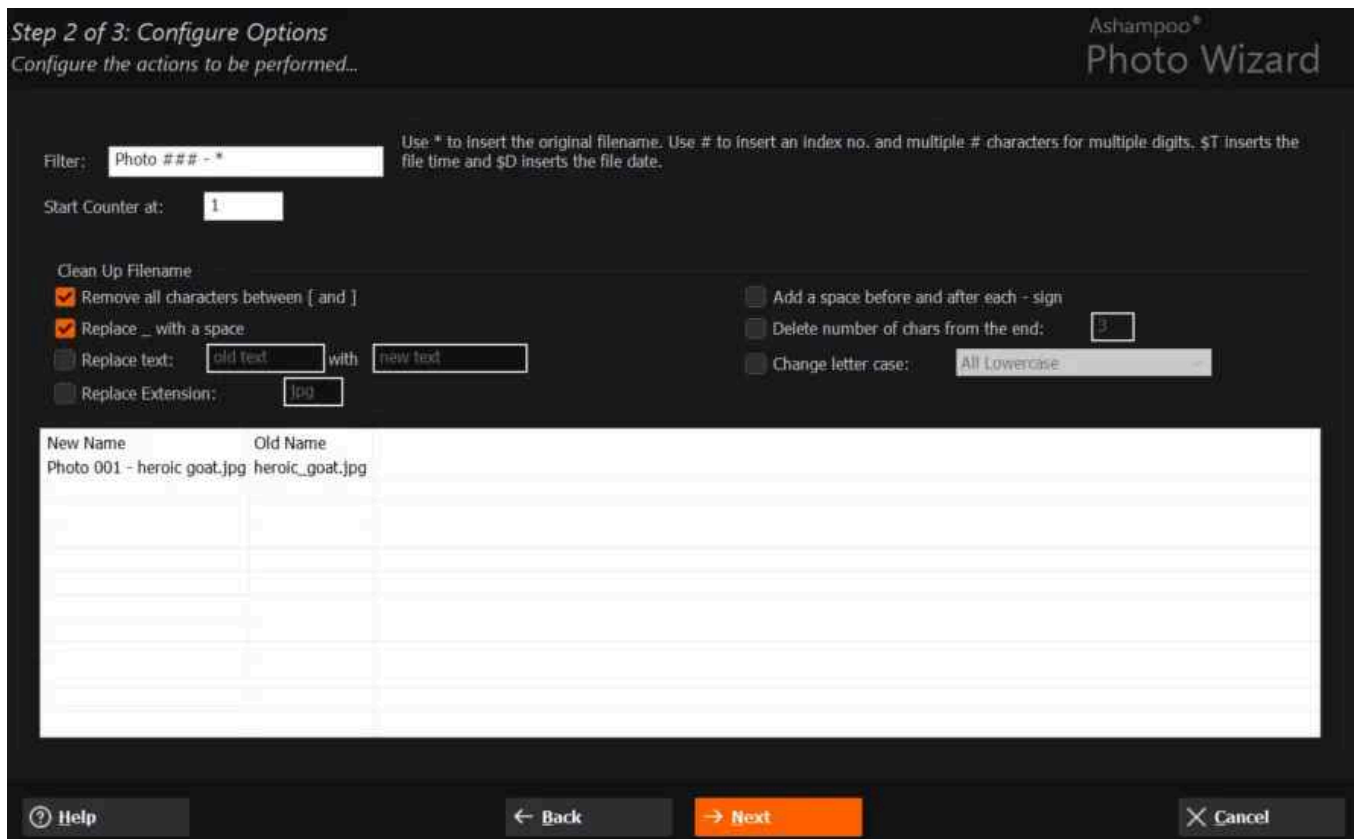 Step 2 of 3: Configure Options
Configure the actions to be performed...
Ashampoo®
Photo Wizard
Filter:
Photo ### - *
Use * to insert the original filename. Use # to insert an index no. and multiple # characters for multiple digits. $T inserts the
file time and $D inserts the file date.
Start Counter at:
1
Clean Up Filename
Remove all characters between [ and ]
Add a space before and after each - sign
Replace _ with a space
Delete number of chars from the end:
3
Replace text:
old text
with
new text
Change letter case:
All Lowercase
Replace Extension:
jpg
New Name
Old Name
Photo 001 - heroic goat.jpg
heroic_goat.jpg
? Help
← Back
→ Next
X Cancel